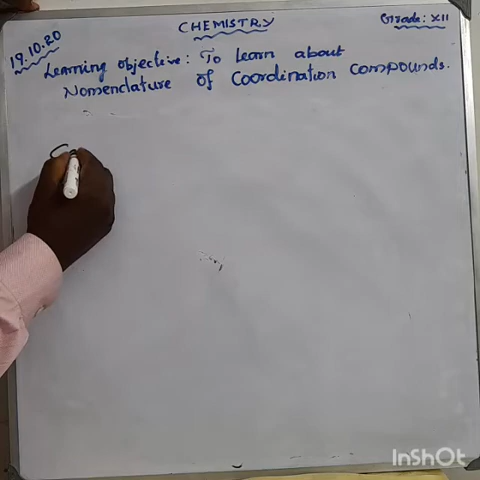 CHEMISTRY
Grade: XII
19.10.20
Learning objective: To learn about
Nomenclature of Coordination compounds.
InShOt